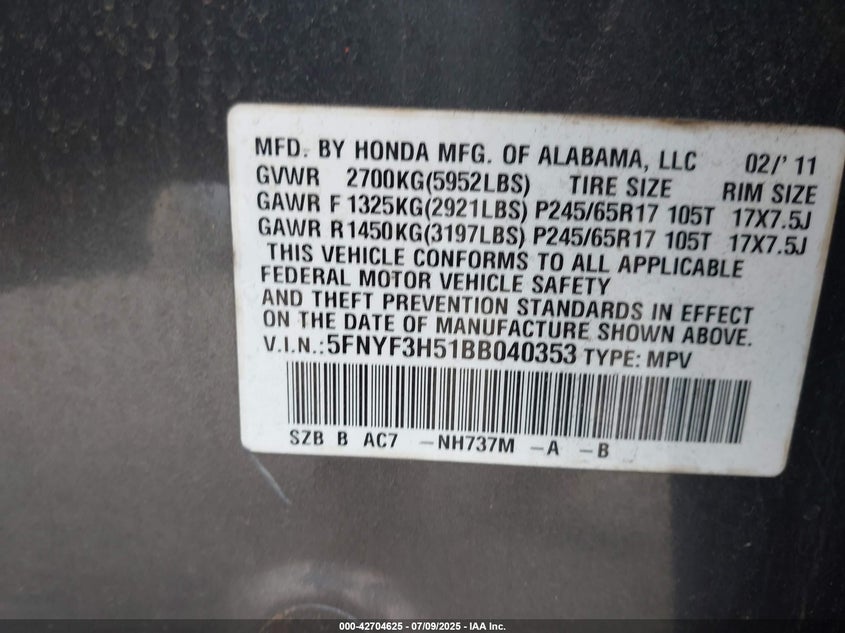 MFD. BY HONDA MFG. OF ALABAMA, LLC 02/' 11
GVWR 2700KG(5952LBS) TIRE SIZE RIM SIZE
GAWR F 1325KG(2921LBS) P245/65R17 105T 17X7.5J
GAWR R1450KG(3197LBS) P245/65R17 105T 17X7.5J
THIS VEHICLE CONFORMS TO ALL APPLICABLE
FEDERAL MOTOR VEHICLE SAFETY
AND THEFT PREVENTION STANDARDS IN EFFECT
ON THE DATE OF MANUFACTURE SHOWN ABOVE.
V.I.N.:5FNYF3H51BB040353 TYPE: MPV
SZB B AC7 -NH737M -A -B
000-42704625 - 07/09/2025 - IAA Inc.